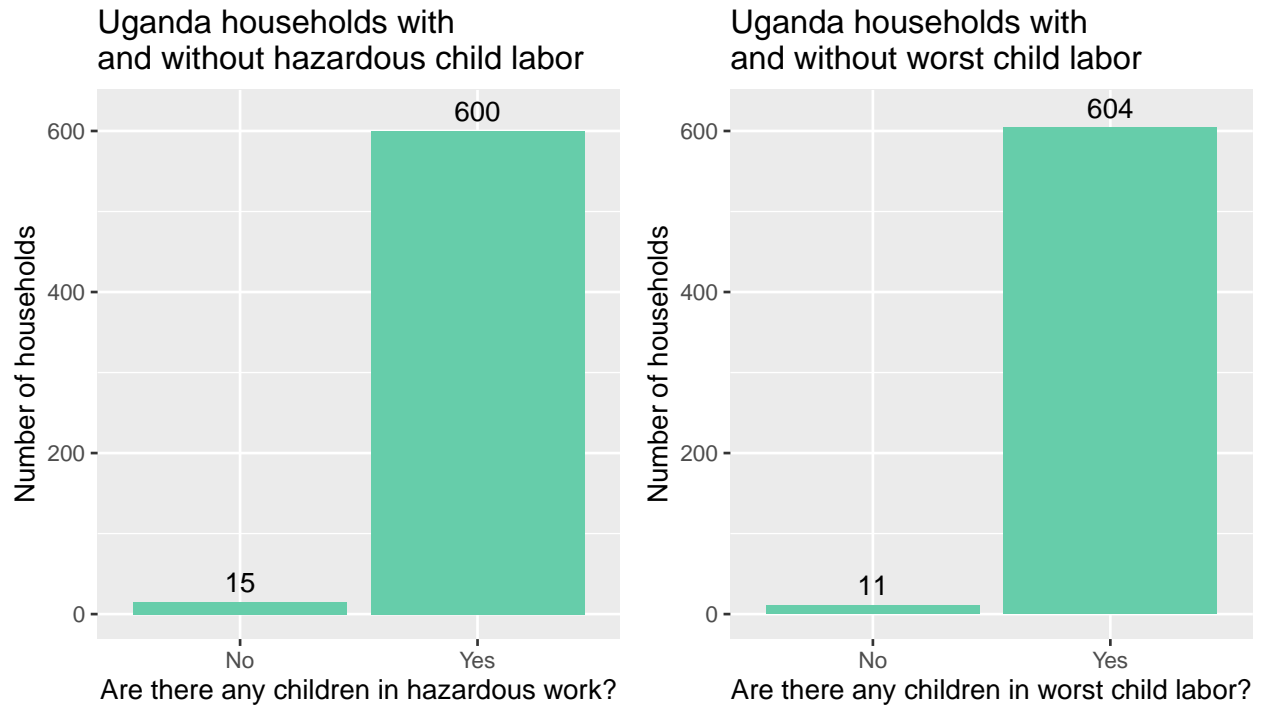 Uganda households with
and without hazardous child labor
600
600
400
200
15
0
No
Yes
Number of households
Are there any children in hazardous work?
Uganda households with
and without worst child labor
604
600
400
200
11
0
No
Yes
Number of households
Are there any children in worst child labor?